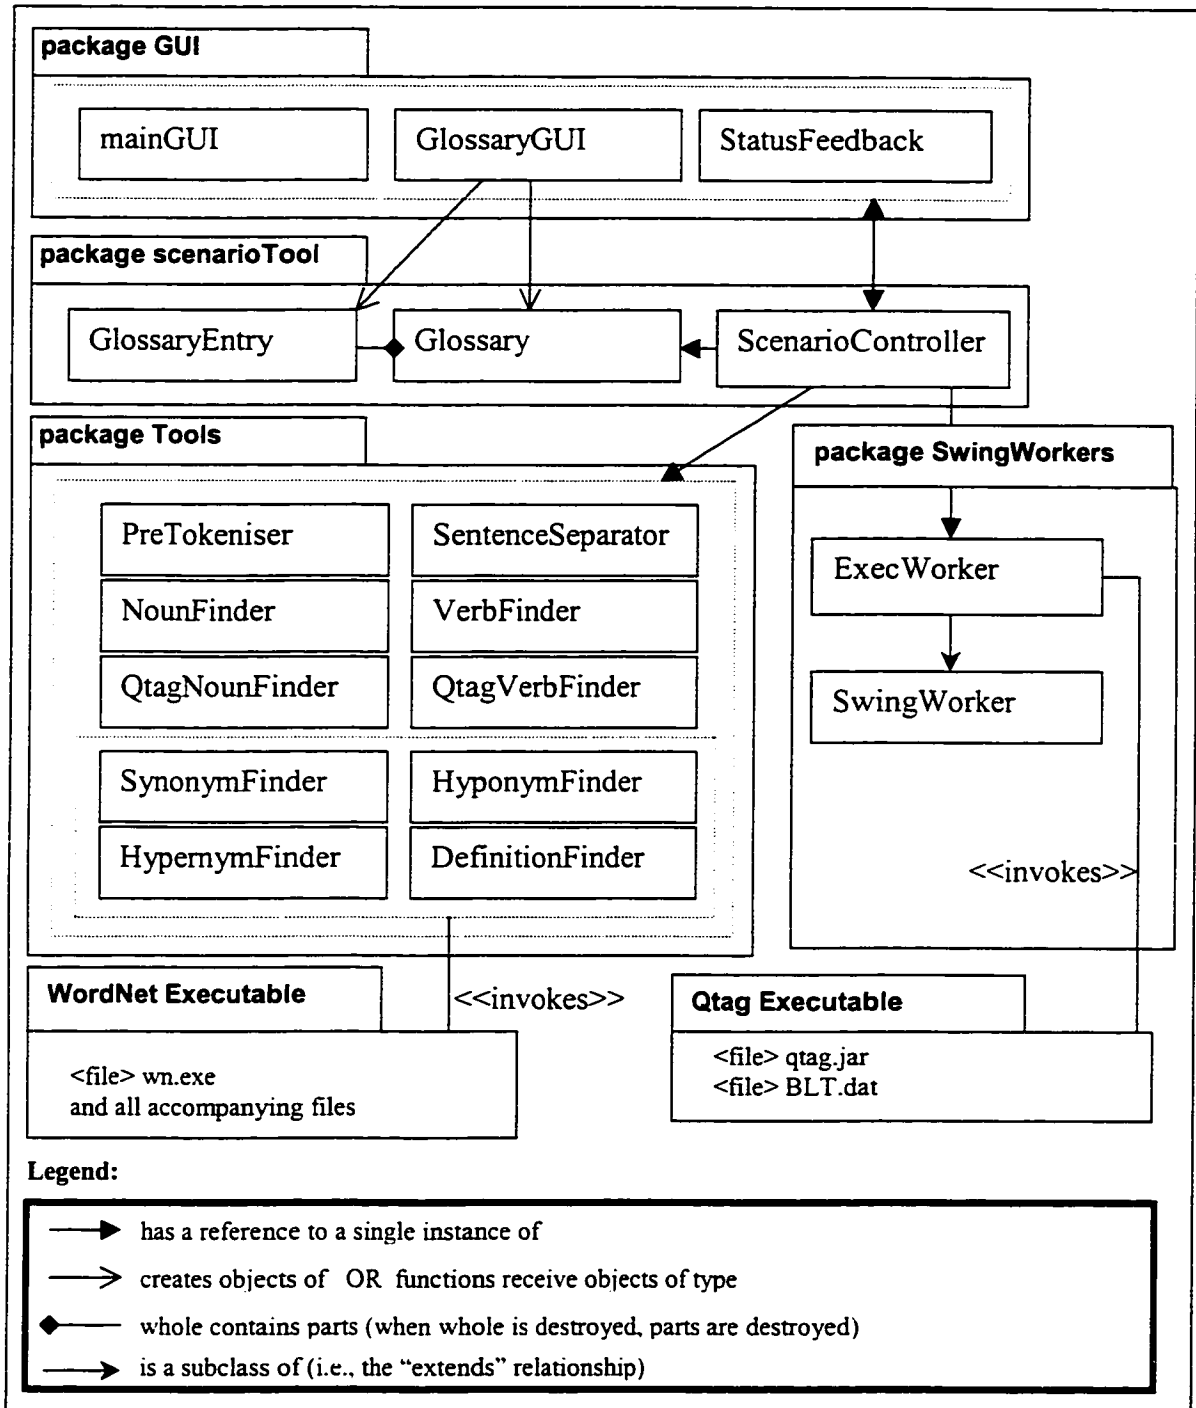 package GUI
mainGUI
GlossaryGUI
StatusFeedback
package scenarioTool
GlossaryEntry
Glossary
ScenarioController
package Tools
PreTokeniser
SentenceSeparator
NounFinder
VerbFinder
QtagNounFinder
QtagVerbFinder
SynonymFinder
HyponymFinder
HypernymFinder
DefinitionFinder
package SwingWorkers
ExecWorker
SwingWorker
<<invokes>>
WordNet Executable
<<invokes>>
<file> wn.exe
and all accompanying files
Qtag Executable
<file> qtag.jar
<file> BLT.dat
Legend:
has a reference to a single instance of
creates objects of OR functions receive objects of type
whole contains parts (when whole is destroyed, parts are destroyed)
is a subclass of (i.e., the “extends” relationship)